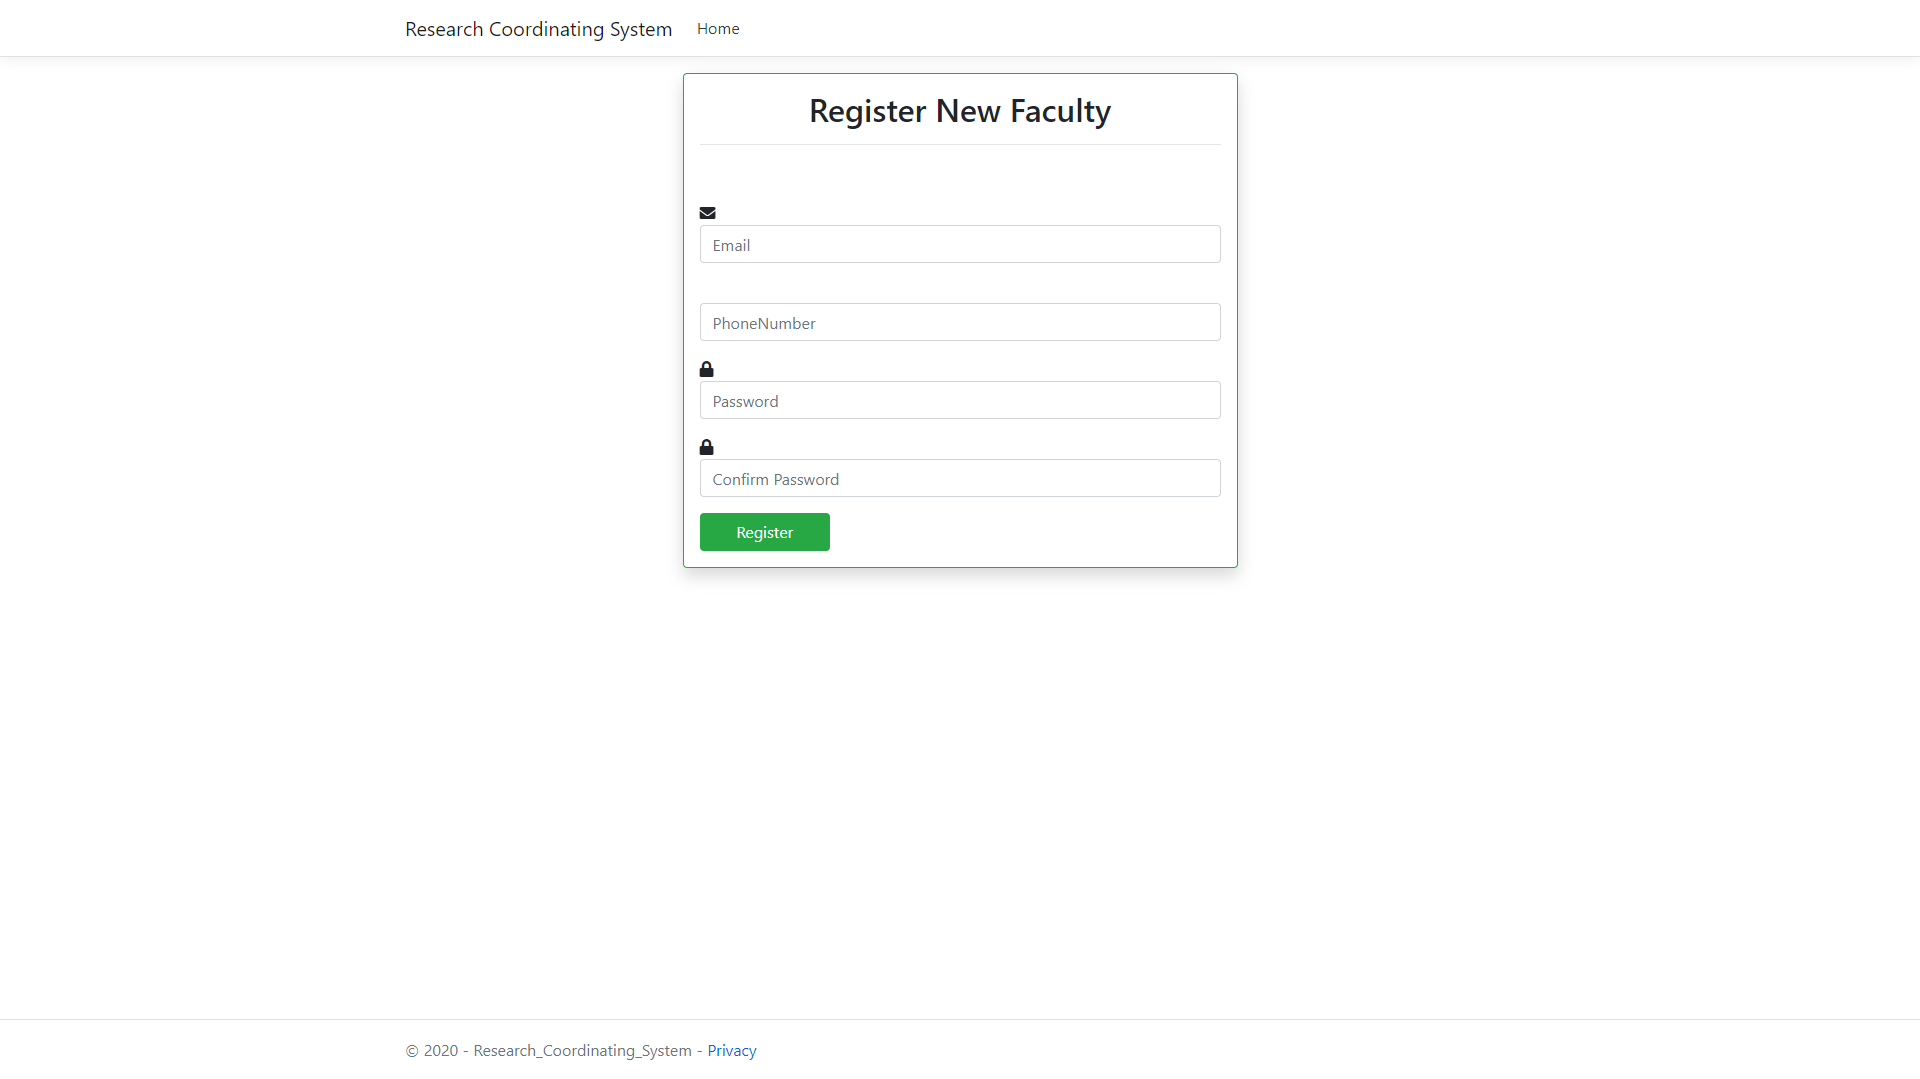 Research Coordinating System Home
Register New Faculty
Email
PhoneNumber
Password
Confirm Password
Register
© 2020 - Research_Coordinating_System - Privacy